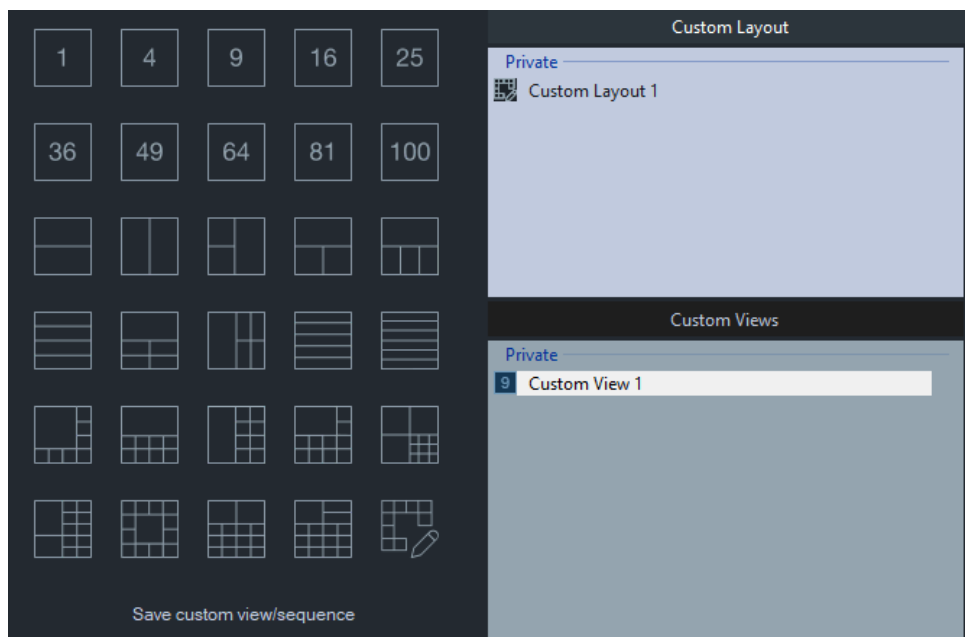 1 4 9 16 25
36 49 64 81 100
Save custom view/sequence
Custom Layout
Private
Custom Layout 1
Custom Views
Private
9 Custom View 1